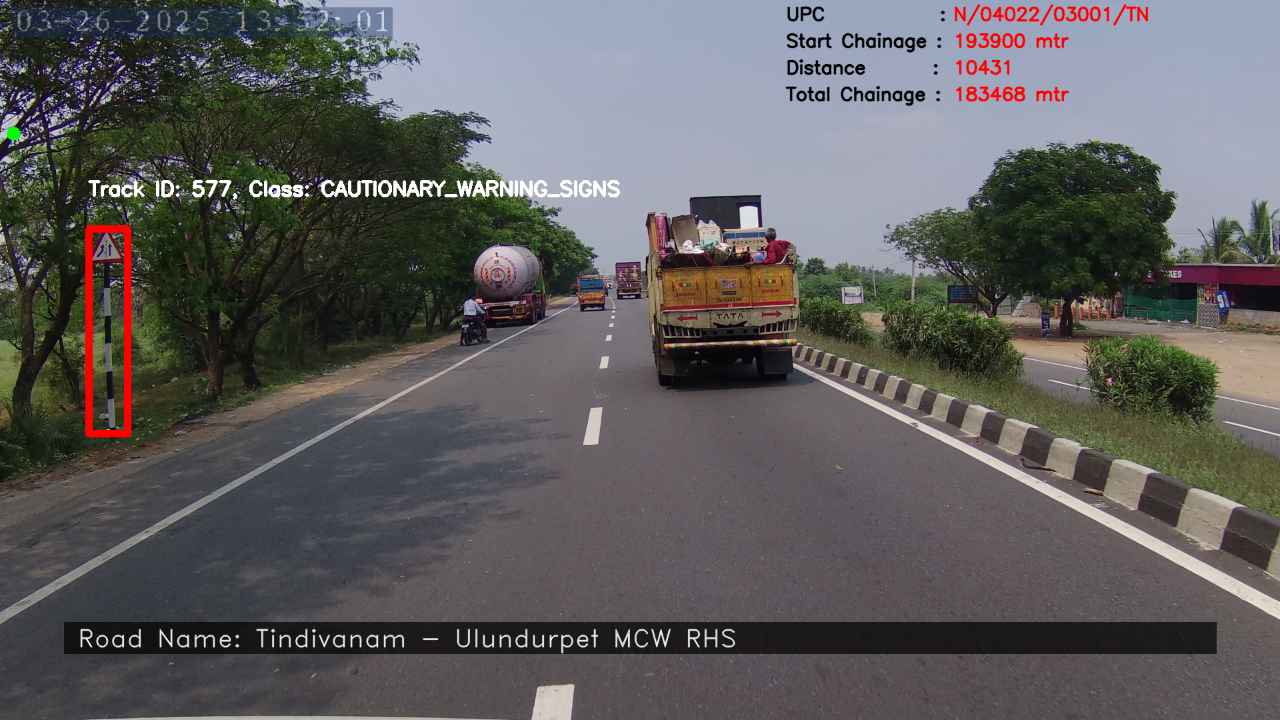 03-26-2025 13:52:01
UPC : N/04022/03001/TN
Start Chainage : 193900 mtr
Distance : 10431
Total Chainage : 183468 mtr
Track ID: 577, Class: CAUTIONARY_WARNING_SIGNS
TATA
Road Name: Tindivanam - Ulundurpet MCW RHS